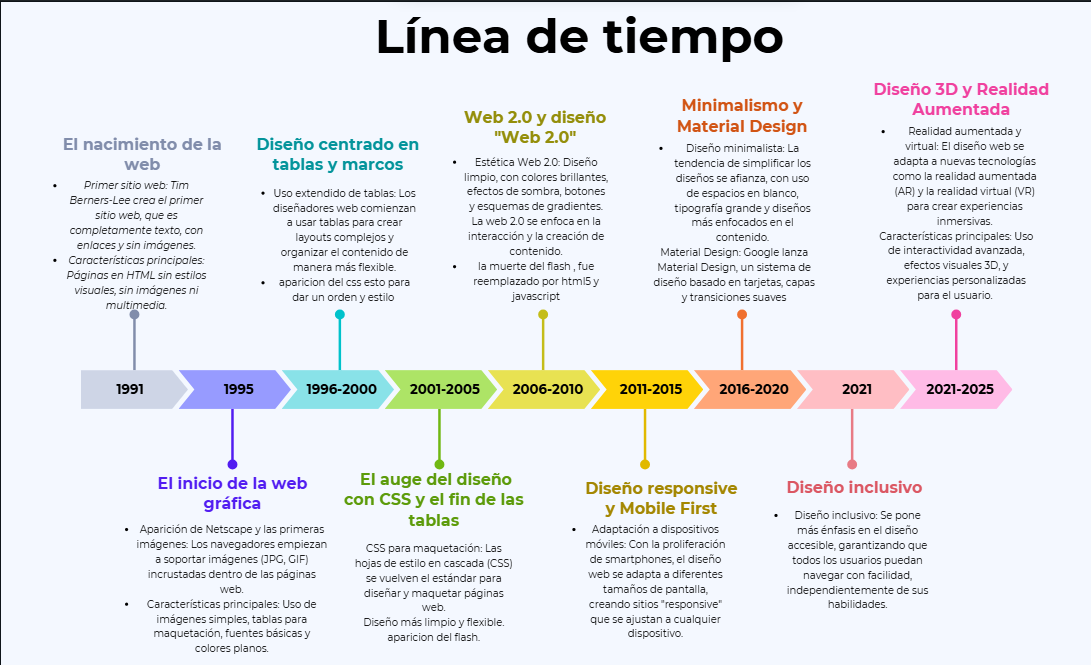 Línea de tiempo
El nacimiento de la
web
• Primer sitio web: Tim
Berners-Lee crea el primer
sitio web, que es
completamente texto, con
enlaces y sin imágenes.
• Características principales:
Páginas en HTML sin estilos
visuales, sin imágenes ni
multimedia.
Diseño centrado en
tablas y marcos
• Uso extendido de tablas: Los
diseñadores web comienzan
a usar tablas para crear
layouts complejos y
organizar el contenido de
manera más flexible.
• aparicion del css esto para
dar un orden y estilo
Web 2.0 y diseño
"Web 2.0"
• Estética Web 2.0: Diseño
limpio, con colores brillantes,
efectos de sombra, botones
y esquemas de gradientes.
La web 2.0 se enfoca en la
interacción y la creación de
contenido.
• la muerte del flash , fue
reemplazado por html5 y
javascript
Minimalismo y
Material Design
• Diseño minimalista: La
tendencia de simplificar los
diseños se afianza, con uso
de espacios en blanco,
tipografía grande y diseños
más enfocados en el
contenido.
Material Design: Google lanza
Material Design, un sistema de
diseño basado en tarjetas, capas
y transiciones suaves
Diseño 3D y Realidad
Aumentada
• Realidad aumentada y
virtual: El diseño web se
adapta a nuevas tecnologías
como la realidad aumentada
(AR) y la realidad virtual (VR)
para crear experiencias
inmersivas.
Características principales: Uso
de interactividad avanzada,
efectos visuales 3D, y
experiencias personalizadas
para el usuario.
1991
1995
1996-2000
2001-2005
2006-2010
2011-2015
2016-2020
2021
2021-2025
El inicio de la web
gráfica
• Aparición de Netscape y las primeras
imágenes: Los navegadores empiezan
a soportar imágenes (JPG, GIF)
incrustadas dentro de las páginas
web.
• Características principales: Uso de
imágenes simples, tablas para
maquetación, fuentes básicas y
colores planos.
El auge del diseño
con CSS y el fin de las
tablas
CSS para maquetación: Las
hojas de estilo en cascada (CSS)
se vuelven el estándar para
diseñar y maquetar páginas
web.
Diseño más limpio y flexible.
aparicion del flash.
Diseño responsive
y Mobile First
• Adaptación a dispositivos
móviles: Con la proliferación
de smartphones, el diseño
web se adapta a diferentes
tamaños de pantalla,
creando sitios "responsive"
que se ajustan a cualquier
dispositivo.
Diseño inclusivo
• Diseño inclusivo: Se pone
más énfasis en el diseño
accesible, garantizando que
todos los usuarios puedan
navegar con facilidad,
independientemente de sus
habilidades.